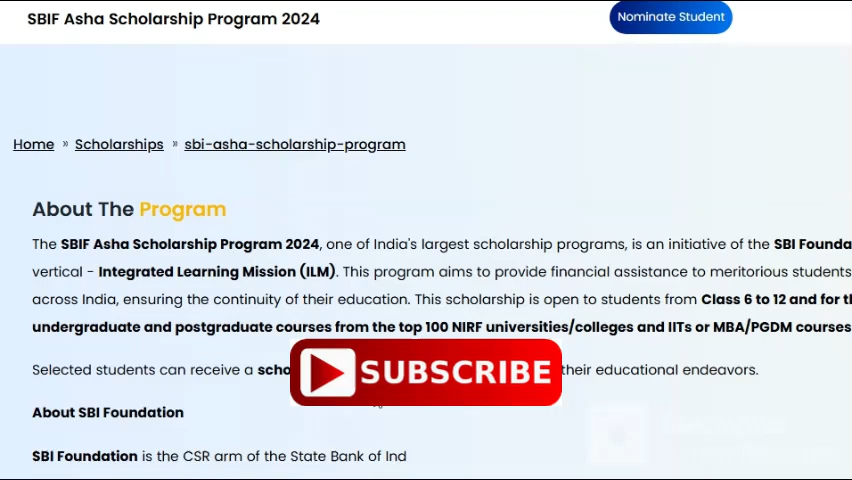 SBIF Asha Scholarship Program 2024
Nominate Student
Home » Scholarships » sbi-asha-scholarship-program
About The Program
The SBIF Asha Scholarship Program 2024, one of India's largest scholarship programs, is an initiative of the SBI Founda
vertical - Integrated Learning Mission (ILM). This program aims to provide financial assistance to meritorious students
across India, ensuring the continuity of their education. This scholarship is open to students from Class 6 to 12 and for th
undergraduate and postgraduate courses from the top 100 NIRF universities/colleges and IITs or MBA/PGDM courses
Selected students can receive a scho
SUBSCRIBE
their educational endeavors.
About SBI Foundation
SBI Foundation is the CSR arm of the State Bank of Ind